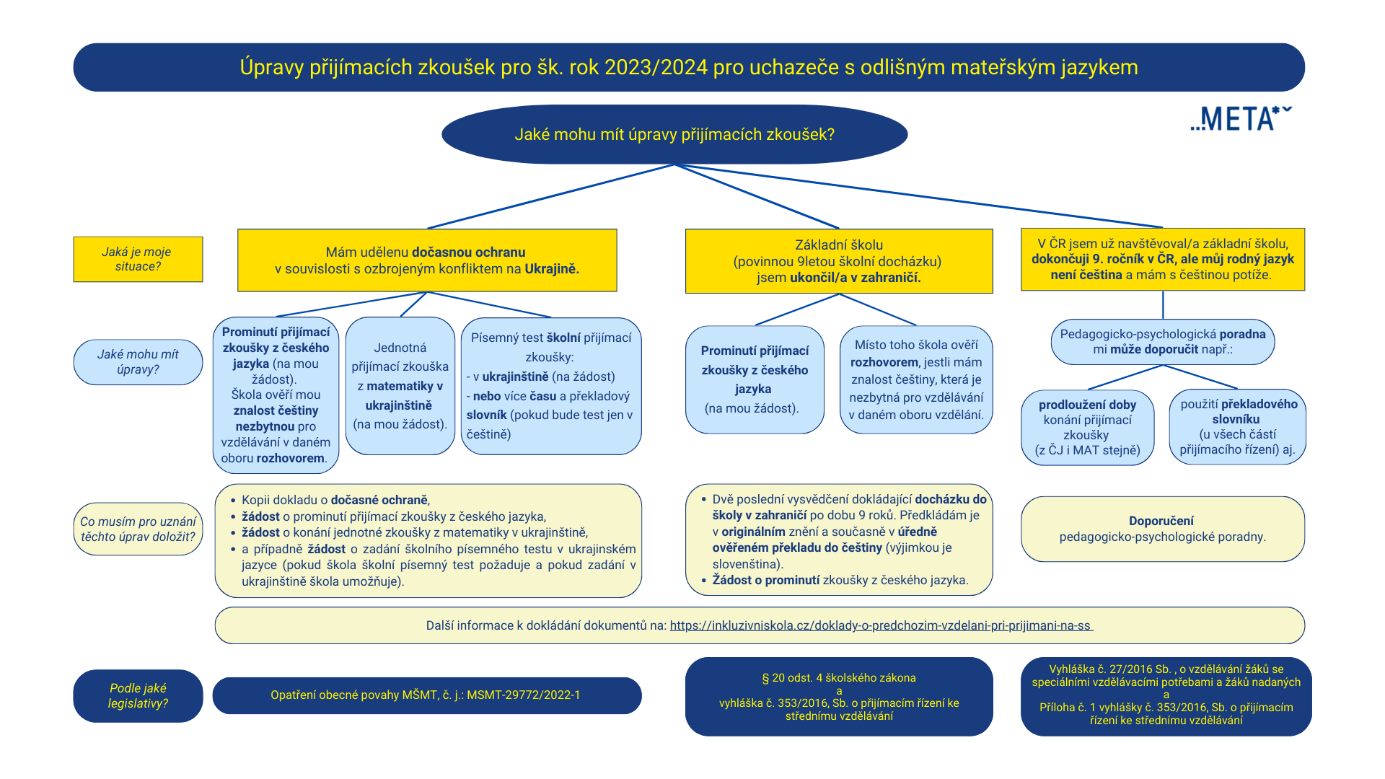 Úpravy přijímacích zkoušek pro šk. rok 2023/2024 pro uchazeče s odlišným mateřským jazykem
...META*ˇ
Jaké mohu mít úpravy přijímacích zkoušek?
Jaká je moje
situace?
Mám udělenu dočasnou ochranu
v souvislosti s ozbrojeným konfliktem na Ukrajině.
Základní školu
(povinnou 9letou školní docházku)
jsem ukončil/a v zahraničí.
V ČR jsem už navštěvoval/a základní školu,
dokončuji 9. ročník v ČR, ale můj rodný jazyk
není čeština a mám s češtinou potíže.
Jaké mohu mít
úpravy?
Prominutí přijímací
zkoušky z českého
jazyka (na mou
žádost).
Škola ověří mou
znalost češtiny
nezbytnou pro
vzdělávání v daném
oboru rozhovorem.
Jednotná
přijímací zkouška
z matematiky v
ukrajinštině
(na mou žádost).
Písemný test školní přijímací
zkoušky:
- v ukrajinštině (na žádost)
- nebo více času a překladový
slovník (pokud bude test jen v
češtině)
Prominutí přijímací
zkoušky z českého
jazyka
(na mou žádost).
Místo toho škola ověří
rozhovorem, jestli mám
znalost češtiny, která je
nezbytná pro vzdělávání
v daném oboru vzdělání.
Pedagogicko-psychologická poradna
mi může doporučit např.:
prodloužení doby
konání přijímací
zkoušky
(z ČJ i MAT stejně)
použití překladového
slovníku
(u všech částí
přijímacího řízení) aj.
Co musím pro uznání
těchto úprav doložit?
• Kopii dokladu o dočasné ochraně,
• žádost o prominutí přijímací zkoušky z českého jazyka,
• žádost o konání jednotné zkoušky z matematiky v ukrajinštině,
• a případně žádost o zadání školního písemného testu v ukrajinském
jazyce (pokud škola školní písemný test požaduje a pokud zadání v
ukrajinštině škola umožňuje).
• Dvě poslední vysvědčení dokládající docházku do
školy v zahraničí po dobu 9 roků. Předkládám je
v originálním znění a současně v úředně
ověřeném překladu do češtiny (výjimkou je
slovenština).
• Žádost o prominutí zkoušky z českého jazyka.
Doporučení
pedagogicko-psychologické poradny.
Další informace k dokládání dokumentů na: https://inkluzivniskola.cz/doklady-o-predchozim-vzdelani-pri-prijimani-na-ss
Podle jaké
legislativy?
Opatření obecné povahy MŠMT, č. j.: MSMT-29772/2022-1
§ 20 odst. 4 školského zákona
a
vyhláška č. 353/2016, Sb. o přijímacím řízení ke
střednímu vzdělávání
Vyhláška č. 27/2016 Sb. , o vzdělávání žáků se
speciálními vzdělávacími potřebami a žáků nadaných
a
Příloha č. 1 vyhlášky č. 353/2016, Sb. o přijímacím
řízení ke střednímu vzdělávání